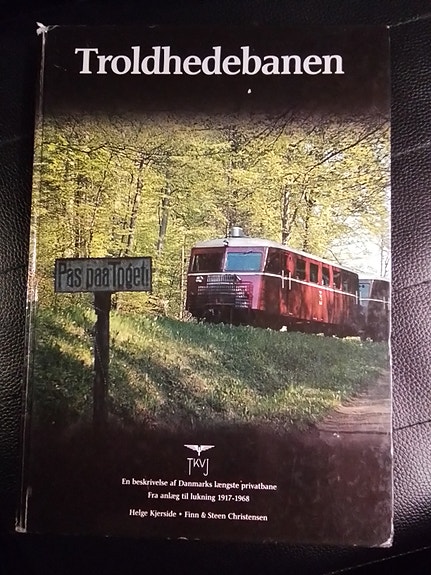 Troldhedebanen
Pas paa Toget!
TKVJ
En beskrivelse af Danmarks længste privatbane
Fra anlæg til lukning 1917-1968
Helge Kjerside • Finn & Steen Christensen